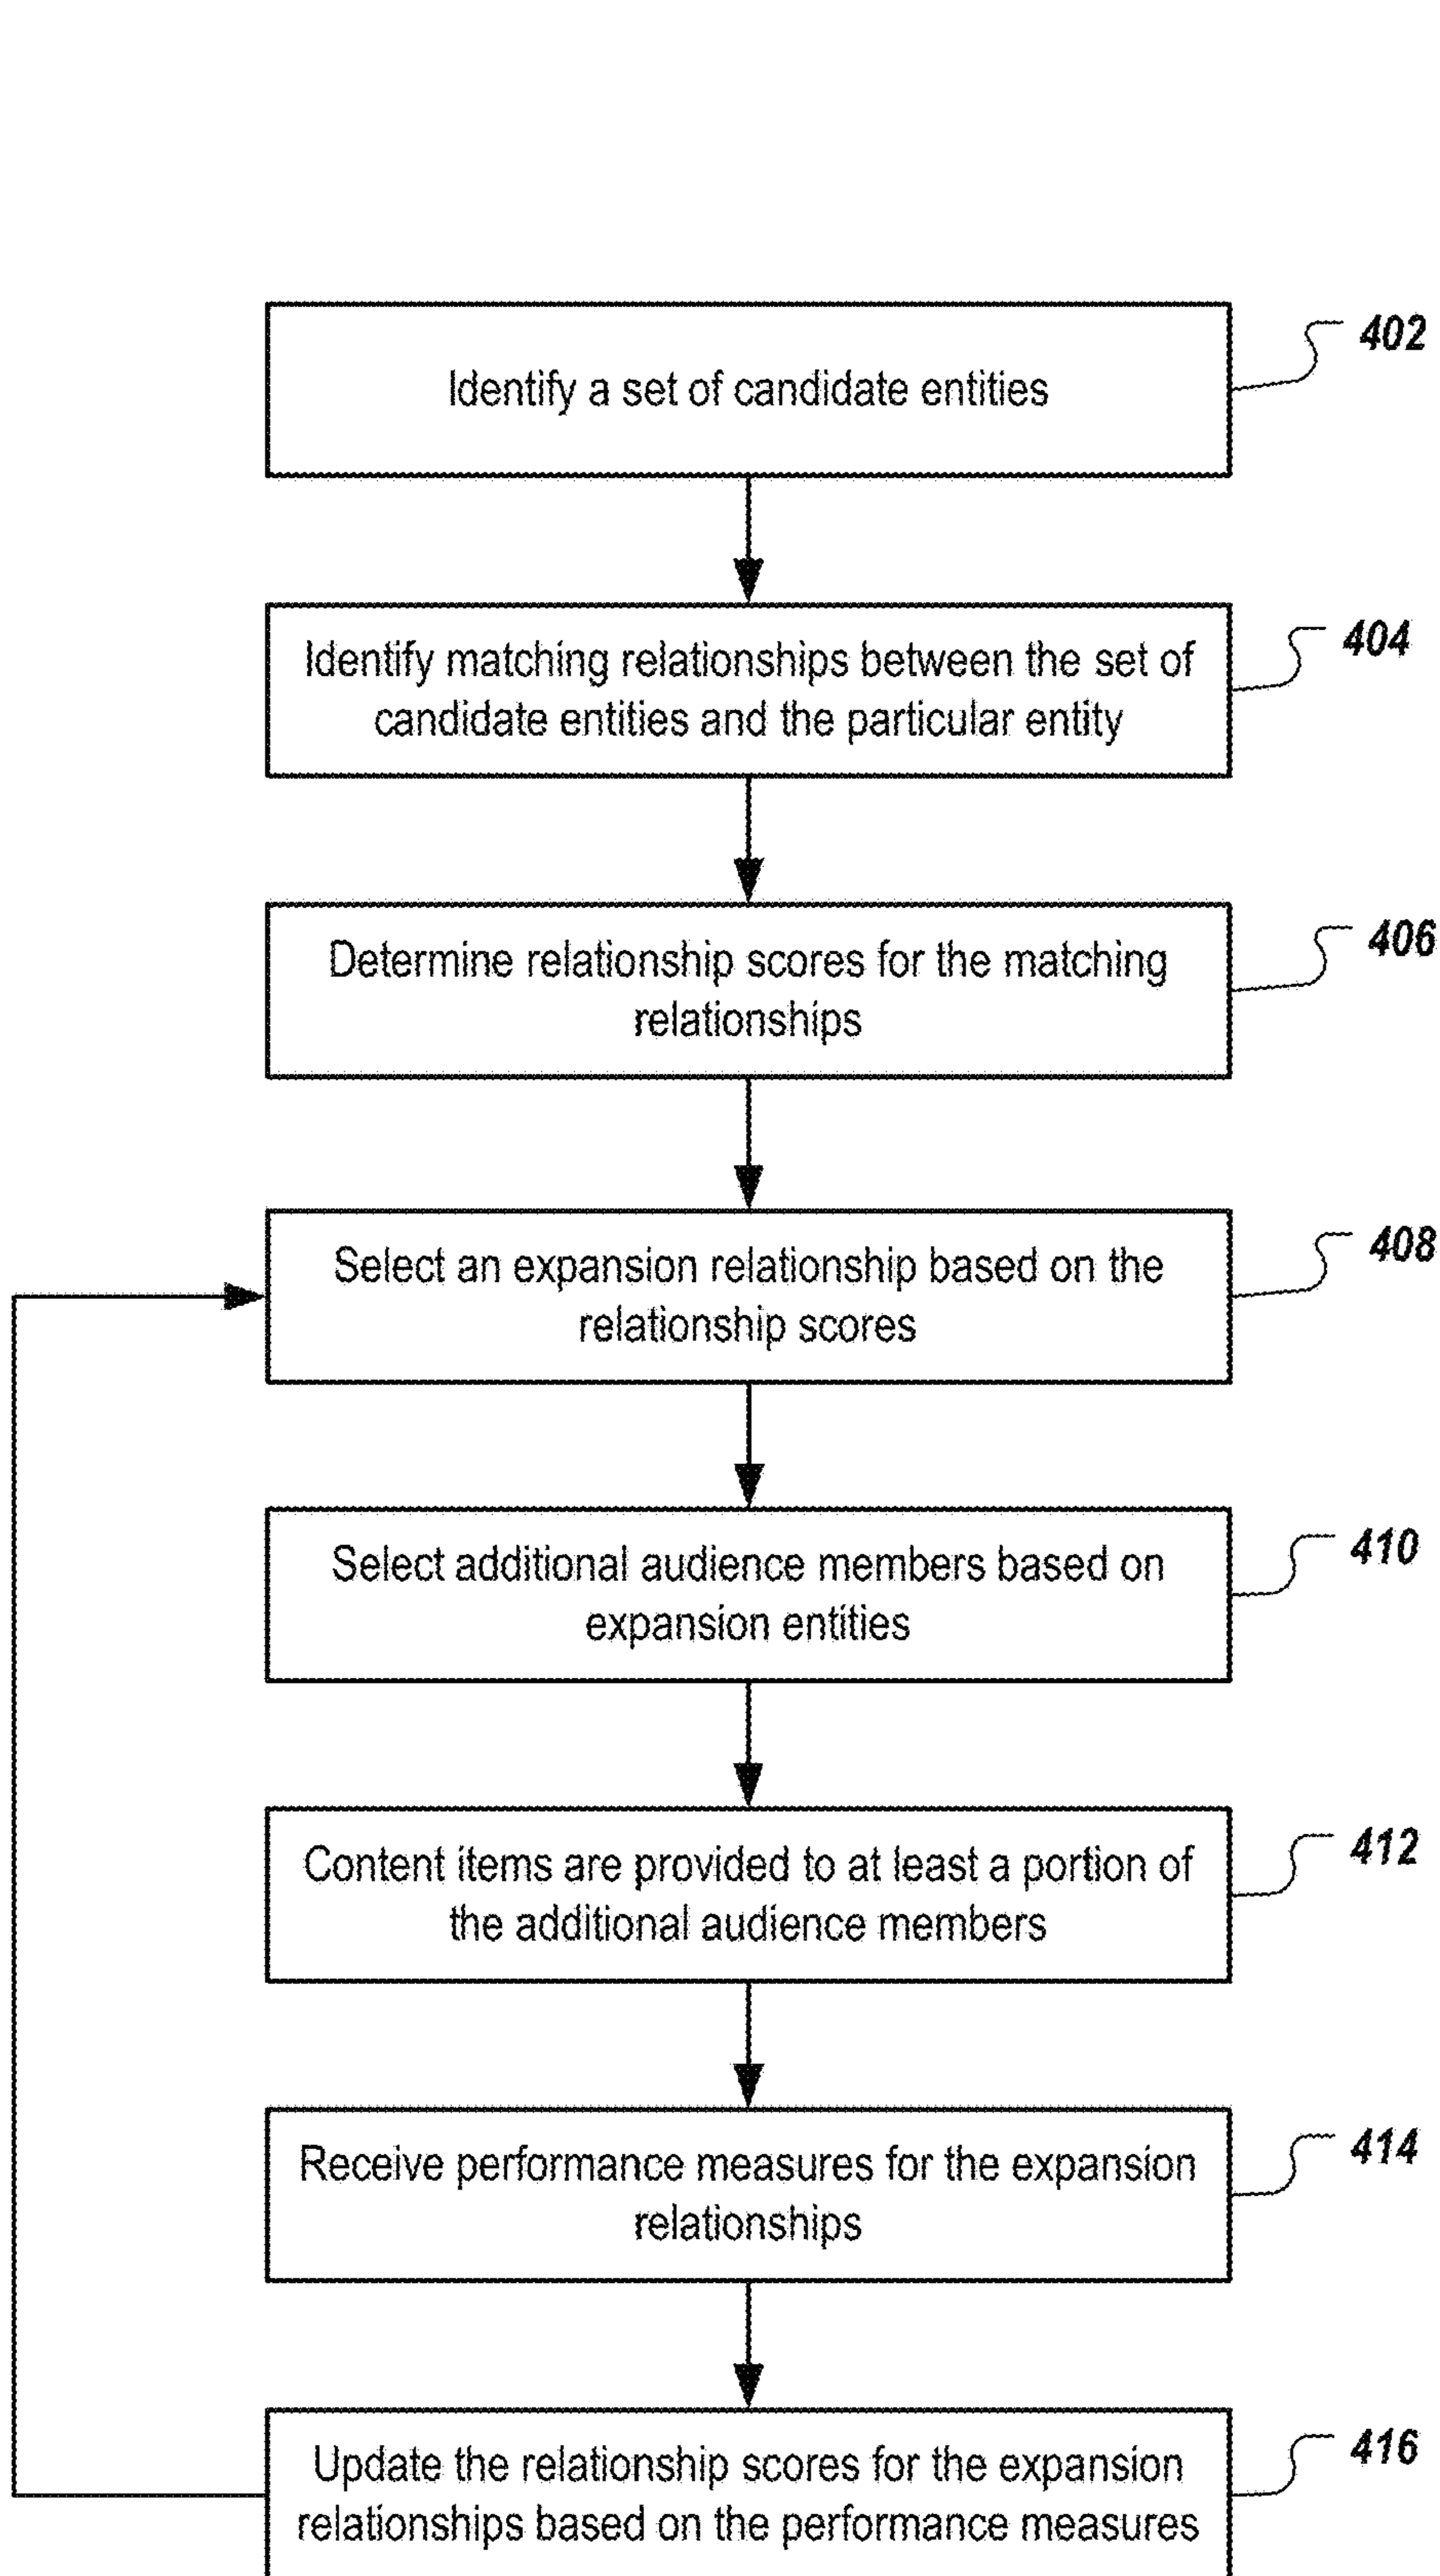 Identify a set of candidate entities
402
Identify matching relationships between the set of
candidate entities and the particular entity
404
Determine relationship scores for the matching
relationships
406
Select an expansion relationship based on the
relationship scores
408
Select additional audience members based on
expansion entities
410
Content items are provided to at least a portion of
the additional audience members
412
Receive performance measures for the expansion
relationships
414
Update the relationship scores for the expansion
relationships based on the performance measures
416